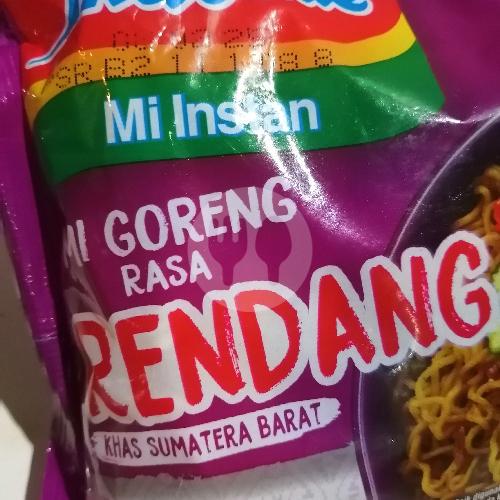 Mi Instan
MI GORENG
RASA
RENDANG
KHAS SUMATERA BARAT